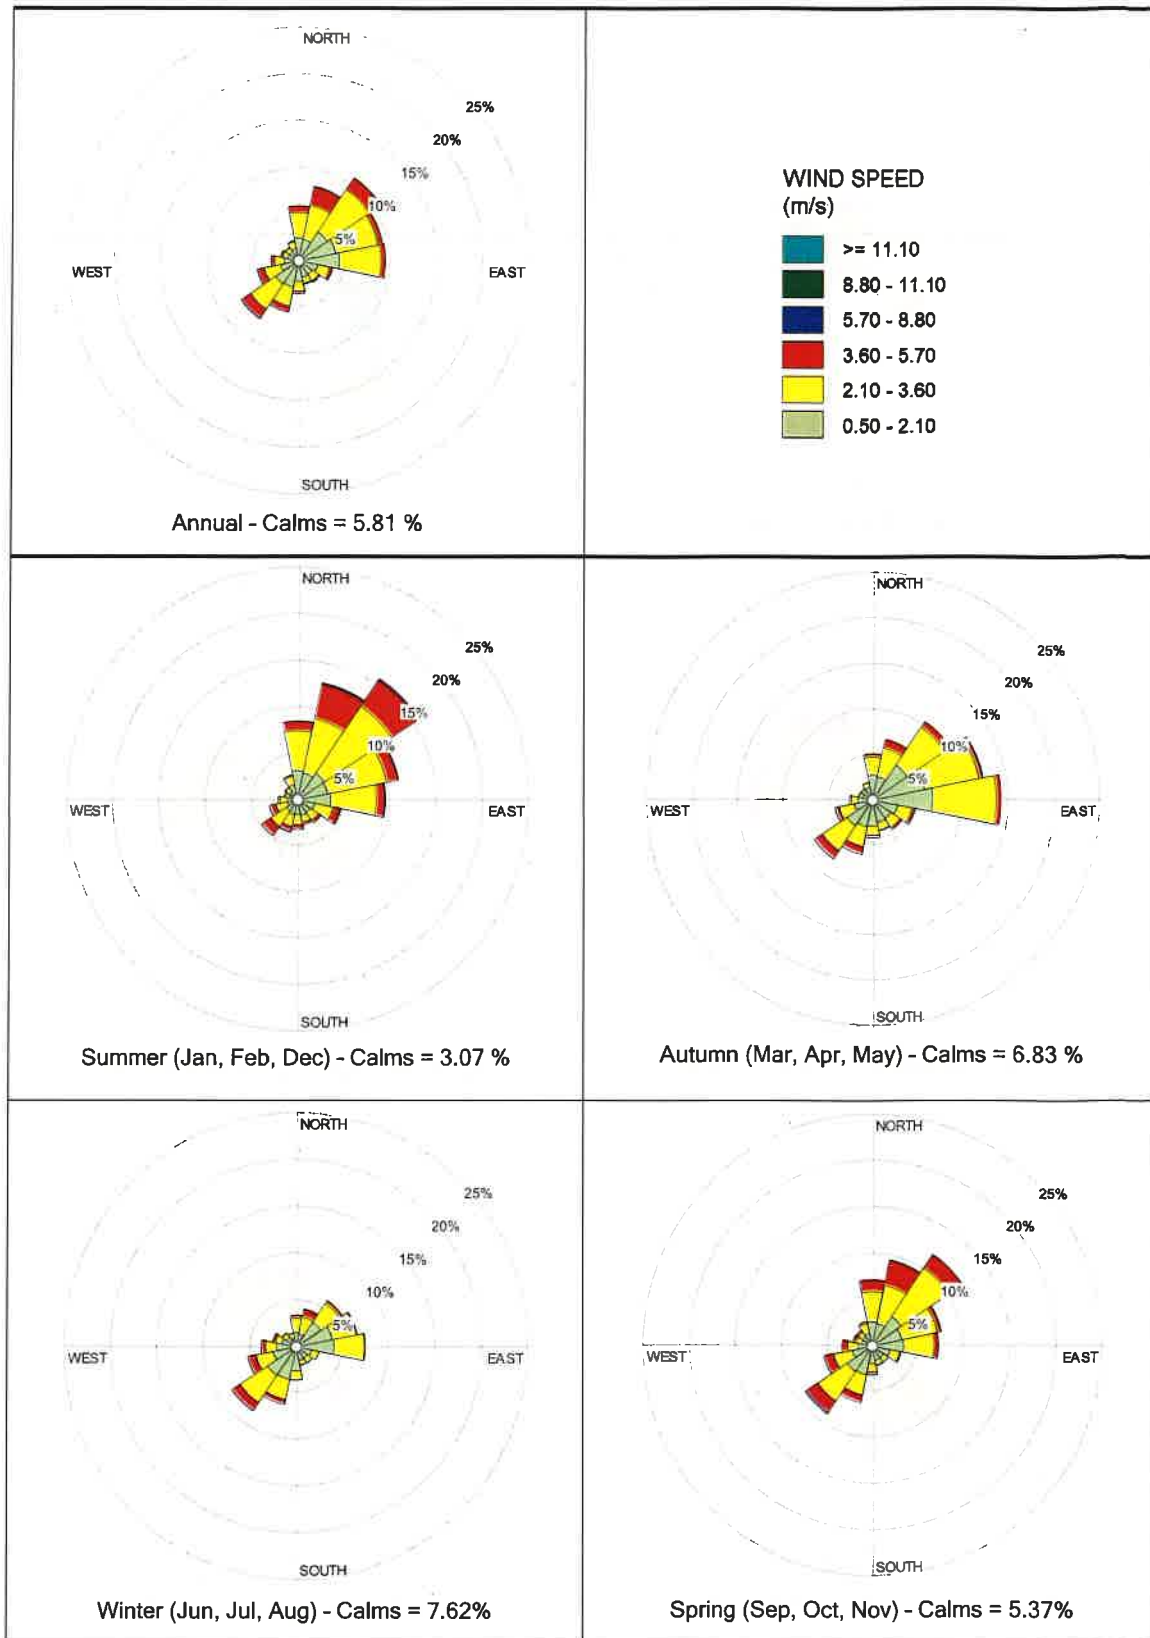 NORTH
25%
20%
15%
10%
5%
WEST
EAST
SOUTH
Annual - Calms = 5.81 %
WIND SPEED
(m/s)
>= 11.10
8.80 - 11.10
5.70 - 8.80
3.60 - 5.70
2.10 - 3.60
0.50 - 2.10
NORTH
25%
20%
15%
10%
5%
WEST
EAST
SOUTH
Summer (Jan, Feb, Dec) - Calms = 3.07 %
NORTH
25%
20%
15%
10%
5%
WEST
EAST
SOUTH
Autumn (Mar, Apr, May) - Calms = 6.83 %
NORTH
25%
20%
15%
10%
5%
WEST
EAST
SOUTH
Winter (Jun, Jul, Aug) - Calms = 7.62%
NORTH
25%
20%
15%
10%
5%
WEST
EAST
SOUTH
Spring (Sep, Oct, Nov) - Calms = 5.37%